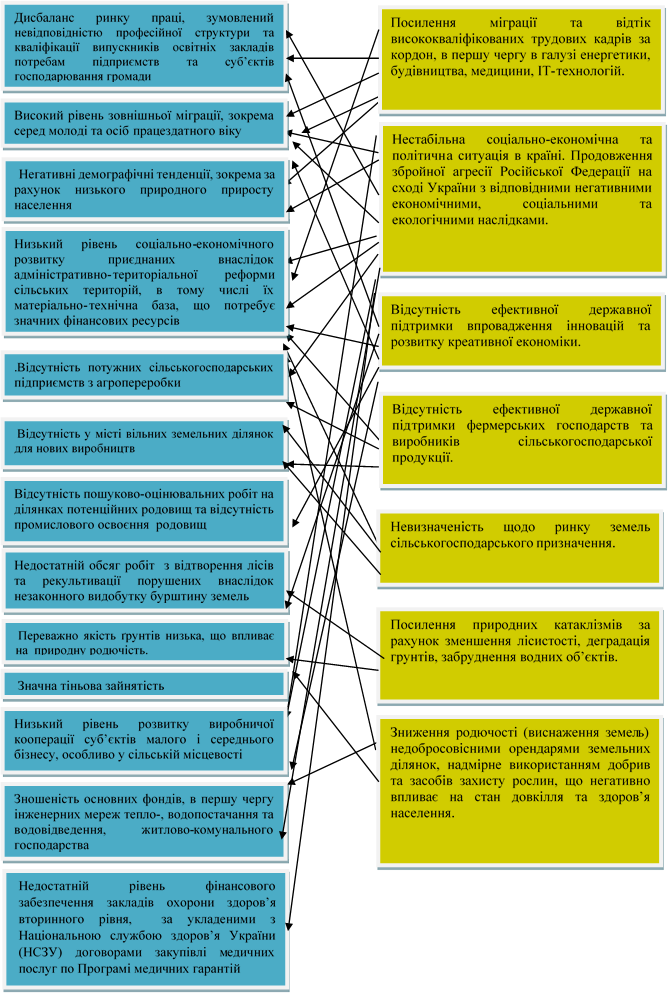 Дисбаланс ринку праці, зумовлений
невідповідністю професійної структури та
кваліфікації випускників освітніх закладів
потребам підприємств та суб’єктів
господарювання громади
Високий рівень зовнішньої міграції, зокрема
серед молоді та осіб працездатного віку
Негативні демографічні тенденції, зокрема за
рахунок низького природного приросту
населення
Низький рівень соціально-економічного
розвитку приєднаних внаслідок
адміністративно-територіальної реформи
сільських територій, в тому числі їх
матеріально-технічна база, що потребує
значних фінансових ресурсів
.Відсутність потужних сільськогосподарських
підприємств з агропереробки
Відсутність у місті вільних земельних ділянок
для нових виробництв
Відсутність пошуково-оцінювальних робіт на
ділянках потенційних родовищ та відсутність
промислового освоєння родовищ
Недостатній обсяг робіт з відтворення лісів
та рекультивації порушених внаслідок
незаконного видобутку бурштину земель
Переважно якість ґрунтів низька, що впливає
на природну родючість.
Значна тіньова зайнятість
Низький рівень розвитку виробничої
кооперації суб’єктів малого і середнього
бізнесу, особливо у сільській місцевості
Зношеність основних фондів, в першу чергу
інженерних мереж тепло-, водопостачання та
водовідведення, житлово-комунального
господарства
Недостатній рівень фінансового
забезпечення закладів охорони здоров’я
вторинного рівня, за укладеними з
Національною службою здоров’я України
(НСЗУ) договорами закупівлі медичних
послуг по Програмі медичних гарантій
Посилення міграції та відтік
висококваліфікованих трудових кадрів за
кордон, в першу чергу в галузі енергетики,
будівництва, медицини, ІТ-технологій.
Нестабільна соціально-економічна та
політична ситуація в країні. Продовження
збройної агресії Російської Федерації на
сході України з відповідними негативними
економічними, соціальними та
екологічними наслідками.
Відсутність ефективної державної
підтримки впровадження інновацій та
розвитку креативної економіки.
Відсутність ефективної державної
підтримки фермерських господарств та
виробників сільськогосподарської
продукції.
Невизначеність щодо ринку земель
сільськогосподарського призначення.
Посилення природних катаклізмів за
рахунок зменшення лісистості, деградація
ґрунтів, забруднення водних об’єктів.
Зниження родючості (виснаження земель)
недобросовісними орендарями земельних
ділянок, надмірне використанням добрив
та засобів захисту рослин, що негативно
впливає на стан довкілля та здоров’я
населення.